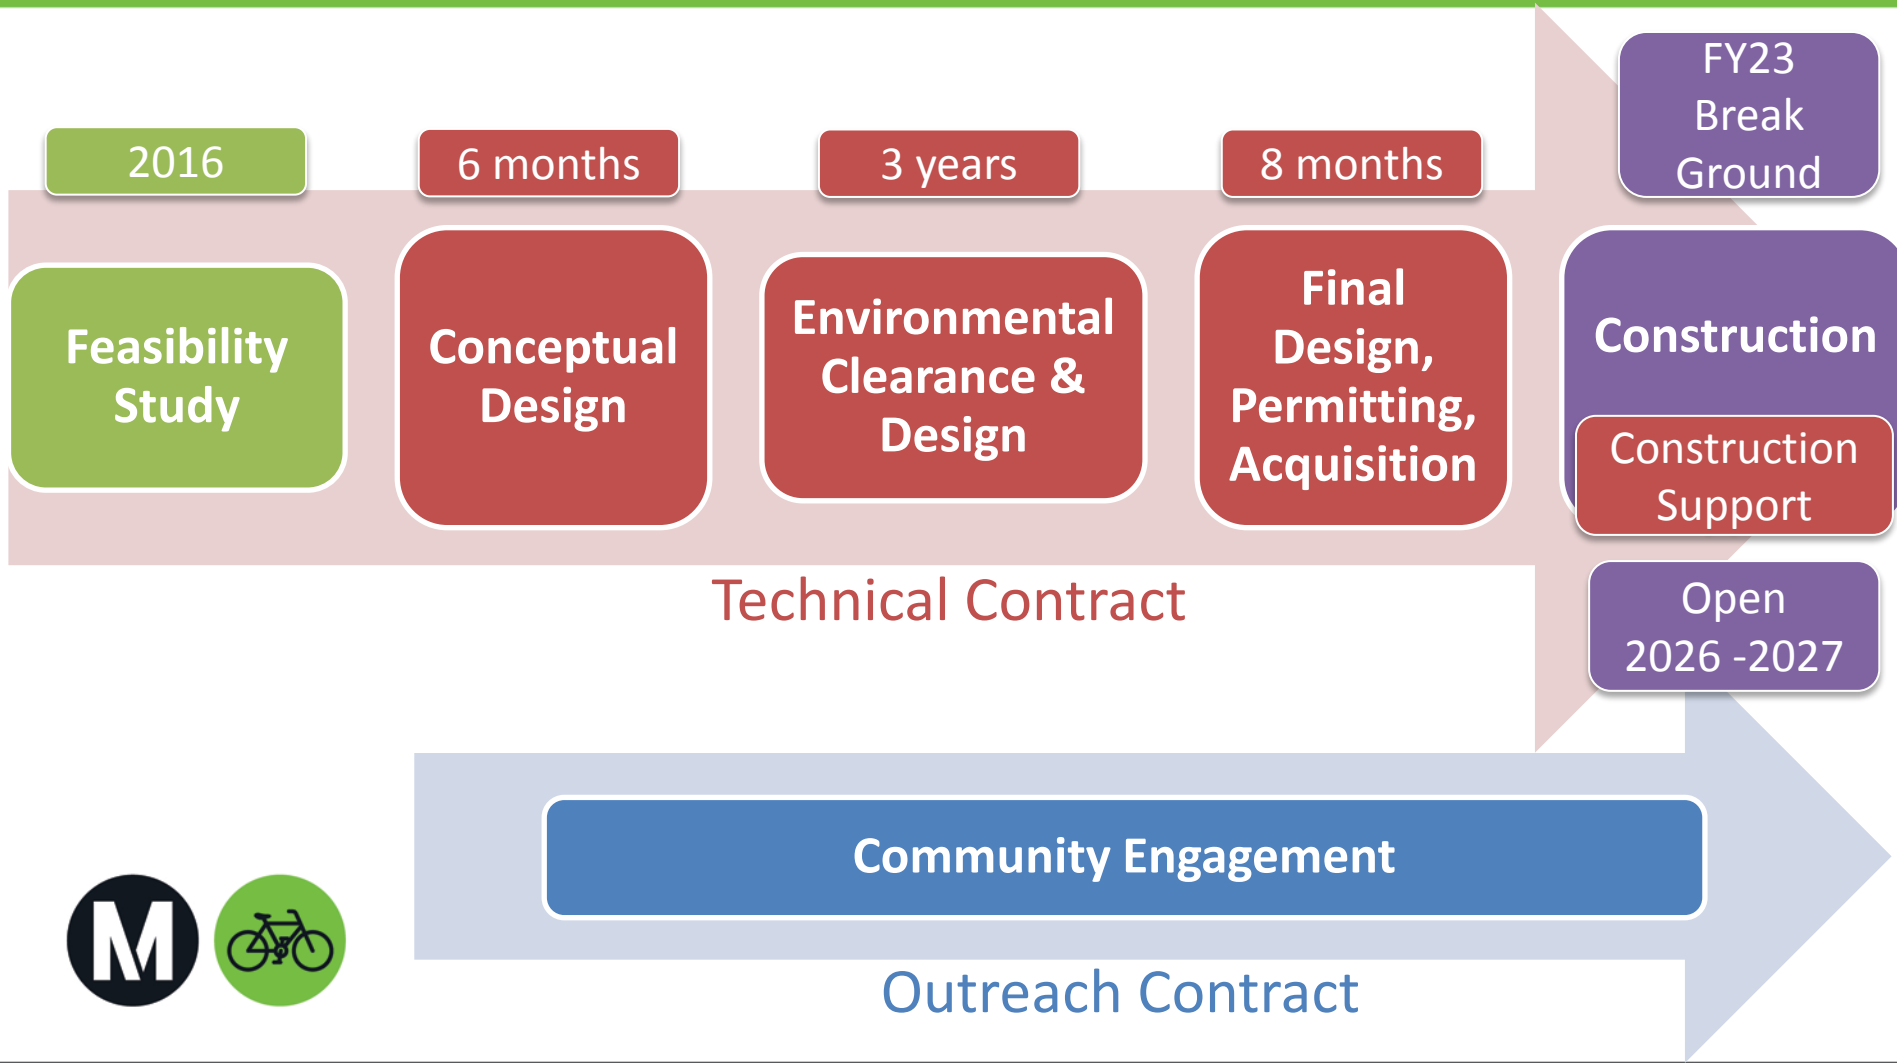 2016
6 months
3 years
8 months
FY23
Break
Ground
Feasibility
Study
Conceptual
Design
Environmental
Clearance &
Design
Final
Design,
Permitting,
Acquisition
Construction
Construction
Support
Technical Contract
Open
2026 -2027
Community Engagement
M
Outreach Contract